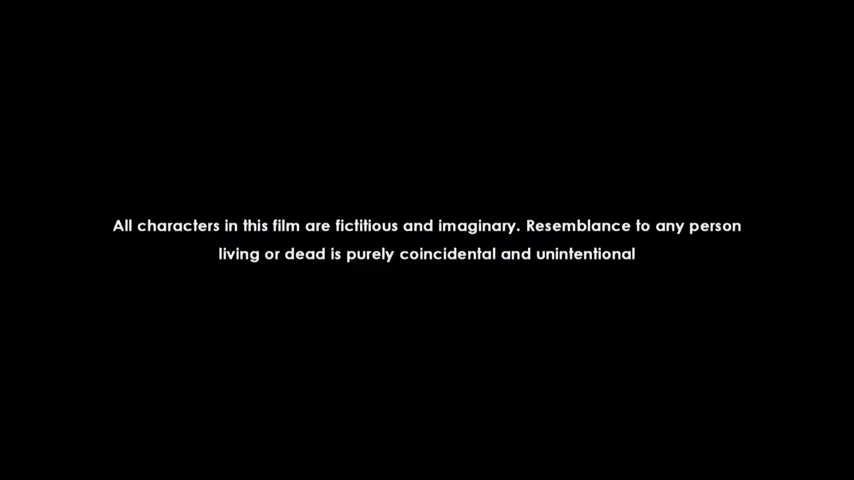 All characters in this film are fictitious and imaginary. Resemblance to any person
living or dead is purely coincidental and unintentional